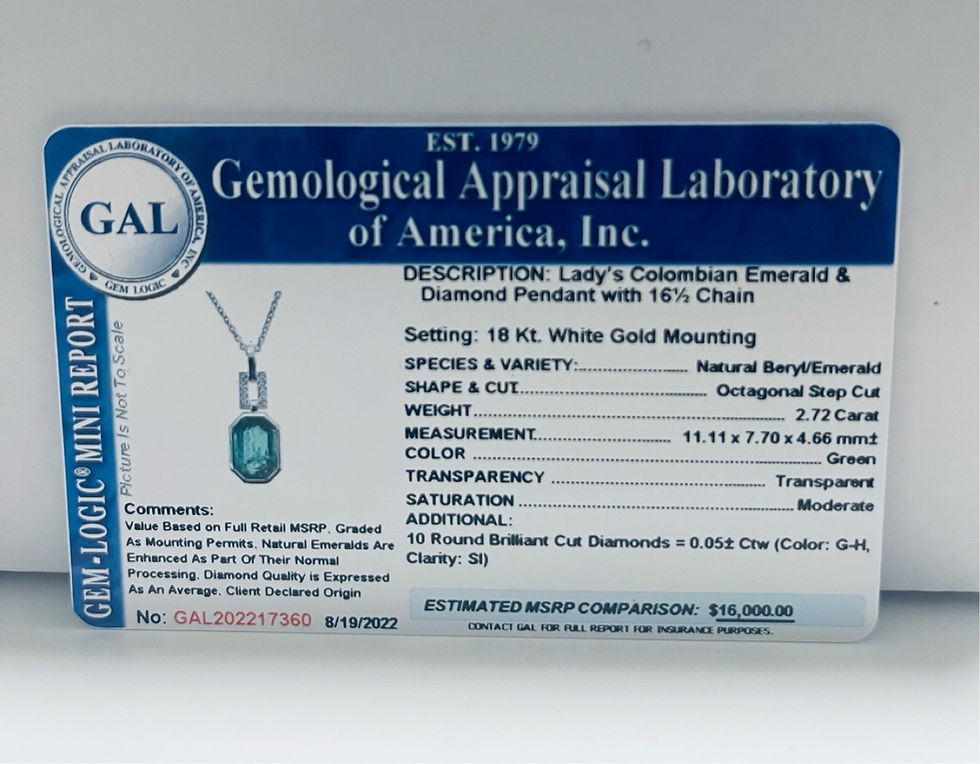 EST. 1979
Gemological Appraisal Laboratory
of America, Inc.
GEMOLOGICAL APPRAISAL LABORATORY OF AMERICA, INC.
GAL
GEM LOGIC
GEM-LOGIC® MINI REPORT
Picture Is Not To Scale
DESCRIPTION: Lady's Colombian Emerald &
Diamond Pendant with 16½ Chain
Setting: 18 Kt. White Gold Mounting
SPECIES & VARIETY:.......................... Natural Beryl/Emerald
SHAPE & CUT............................................. Octagonal Step Cut
WEIGHT.......................................................................... 2.72 Carat
MEASUREMENT................................ 11.11 x 7.70 x 4.66 mm±
COLOR ................................................................................. Green
TRANSPARENCY ......................................................... Transparent
SATURATION ................................................................. Moderate
ADDITIONAL:
10 Round Brilliant Cut Diamonds = 0.05± Ctw (Color: G-H,
Clarity: SI)
Comments:
Value Based on Full Retail MSRP, Graded
As Mounting Permits, Natural Emeralds Are
Enhanced As Part Of Their Normal
Processing, Diamond Quality is Expressed
As An Average, Client Declared Origin
No: GAL202217360 8/19/2022
ESTIMATED MSRP COMPARISON: $16,000.00
CONTACT GAL FOR FULL REPORT FOR INSURANCE PURPOSES.